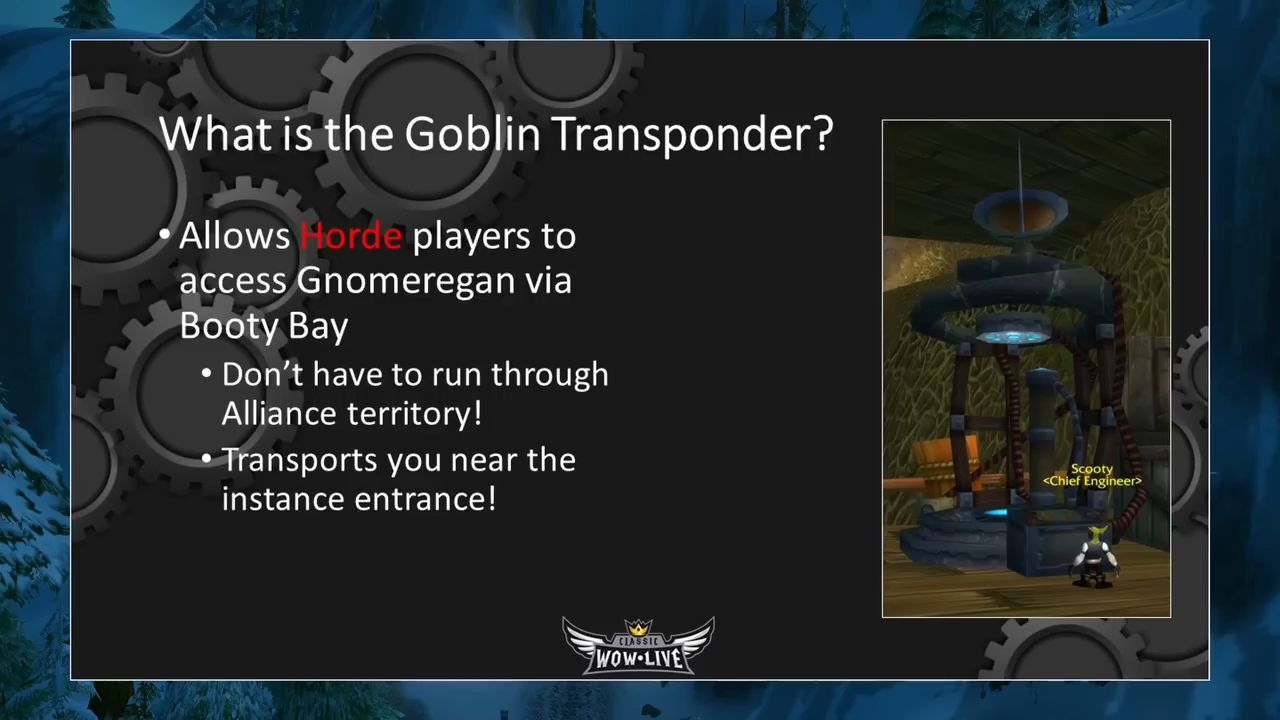 What is the Goblin Transponder?
• Allows Horde players to
access Gnomeregan via
Booty Bay
• Don't have to run through
Alliance territory!
• Transports you near the
instance entrance!
Scooty
<Chief Engineer>
CLASSIC
WOW•LIVE